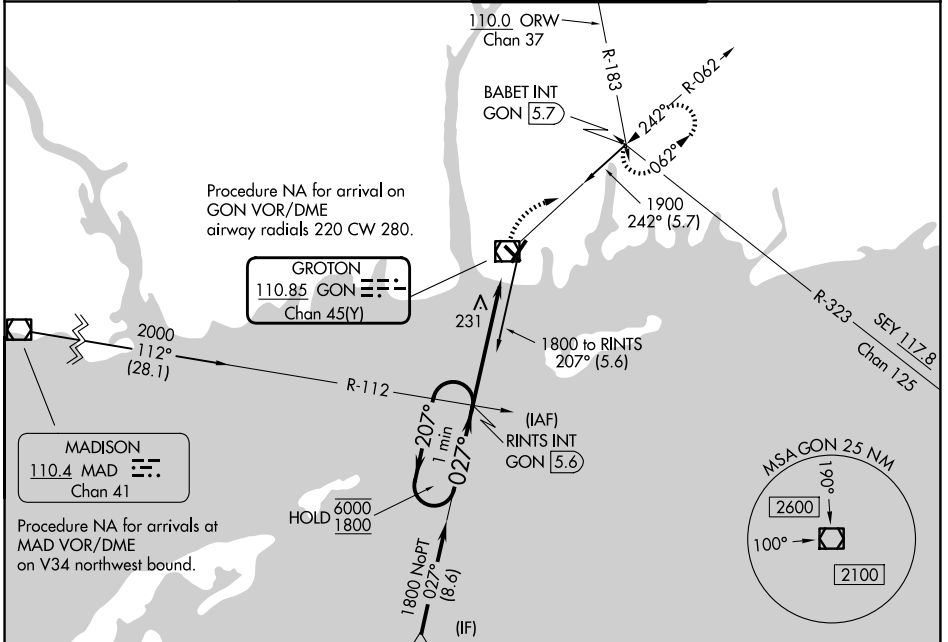 110.0 ORW
Chan 37
R-183
R-062
BABET INT
GON 5.7
242°
062°
Procedure NA for arrival on
GON VOR/DME
airway radials 220 CW 280.
1900
242° (5.7)
GROTON
110.85 GON
Chan 45(Y)
R-323
SEY 117.8
Chan 125
231
2000
112°
(28.1)
1800 to RINTS
207° (5.6)
R-112
(IAF)
RINTS INT
GON 5.6
207°
1 min
027°
MADISON
110.4 MAD
Chan 41
HOLD 6000
1800
Procedure NA for arrivals at
MAD VOR/DME
on V34 northwest bound.
MSA GON 25 NM
190°
2600
100°
2100
1800 NoPT
027°
(8.6)
(IF)